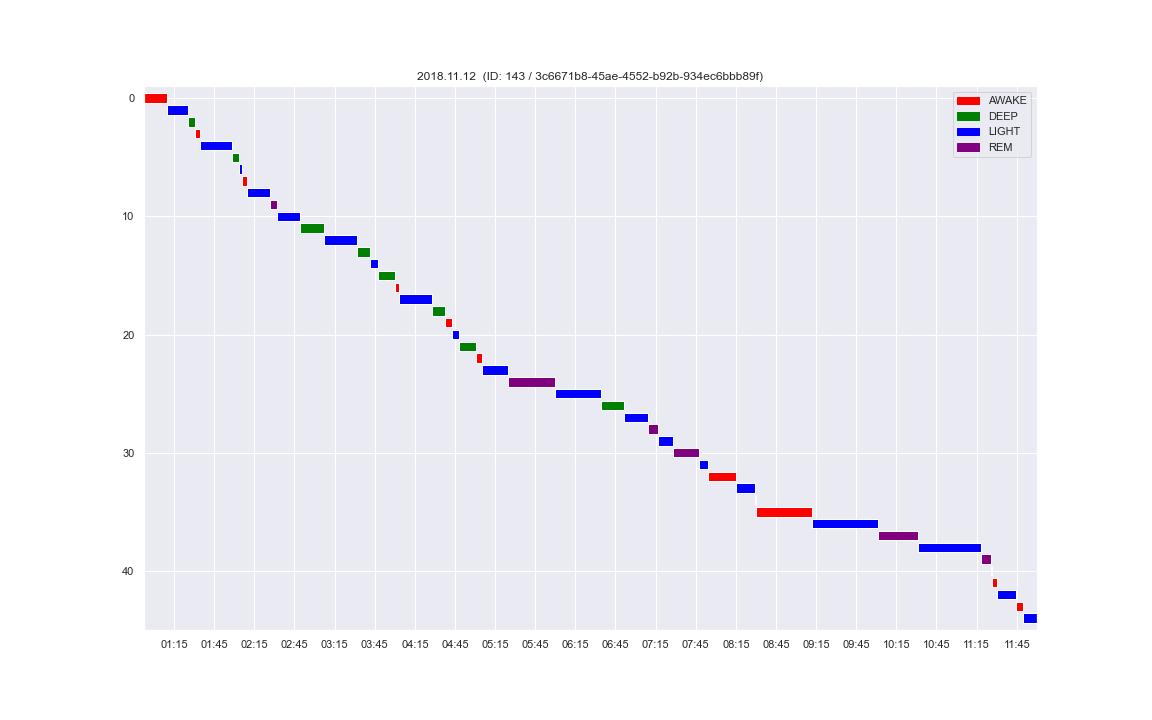 2018.11.12 (ID: 143 / 3c6671b8-45ae-4552-b92b-934ec6bbb89f)
AWAKE
DEEP
LIGHT
REM
0
10
20
30
40
01:15 01:45 02:15 02:45 03:15 03:45 04:15 04:45 05:15 05:45 06:15 06:45 07:15 07:45 08:15 08:45 09:15 09:45 10:15 10:45 11:15 11:45